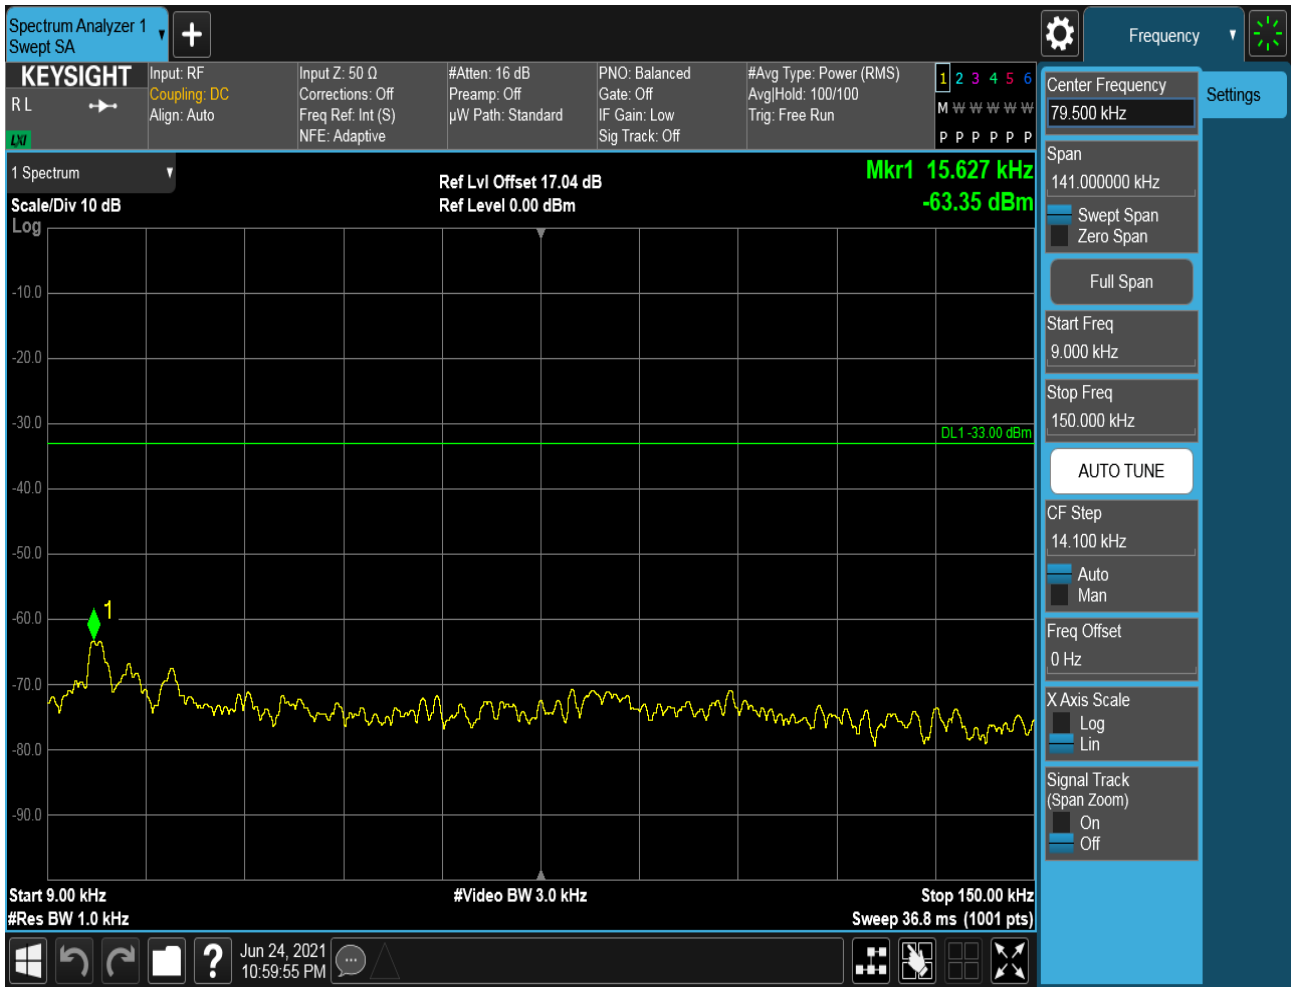 Spectrum Analyzer 1
Swept SA
Frequency
KEYSIGHT
R L
LXI
Input: RF
Coupling: DC
Align: Auto
Input Z: 50 Ω
Corrections: Off
Freq Ref: Int (S)
NFE: Adaptive
#Atten: 16 dB
Preamp: Off
µW Path: Standard
PNO: Balanced
Gate: Off
IF Gain: Low
Sig Track: Off
#Avg Type: Power (RMS)
Avg|Hold: 100/100
Trig: Free Run
1 2 3 4 5 6
M W W W W W
P P P P P P
1 Spectrum
Scale/Div 10 dB
Log
Ref Lvl Offset 17.04 dB
Ref Level 0.00 dBm
Mkr1 15.627 kHz
-63.35 dBm
-10.0
-20.0
-30.0
DL1 -33.00 dBm
-40.0
-50.0
-60.0
1
-70.0
-80.0
-90.0
Start 9.00 kHz
#Video BW 3.0 kHz
Stop 150.00 kHz
#Res BW 1.0 kHz
Sweep 36.8 ms (1001 pts)
?
Jun 24, 2021
10:59:55 PM
Center Frequency
79.500 kHz
Settings
Span
141.000000 kHz
Swept Span
Zero Span
Full Span
Start Freq
9.000 kHz
Stop Freq
150.000 kHz
AUTO TUNE
CF Step
14.100 kHz
Auto
Man
Freq Offset
0 Hz
X Axis Scale
Log
Lin
Signal Track
(Span Zoom)
On
Off